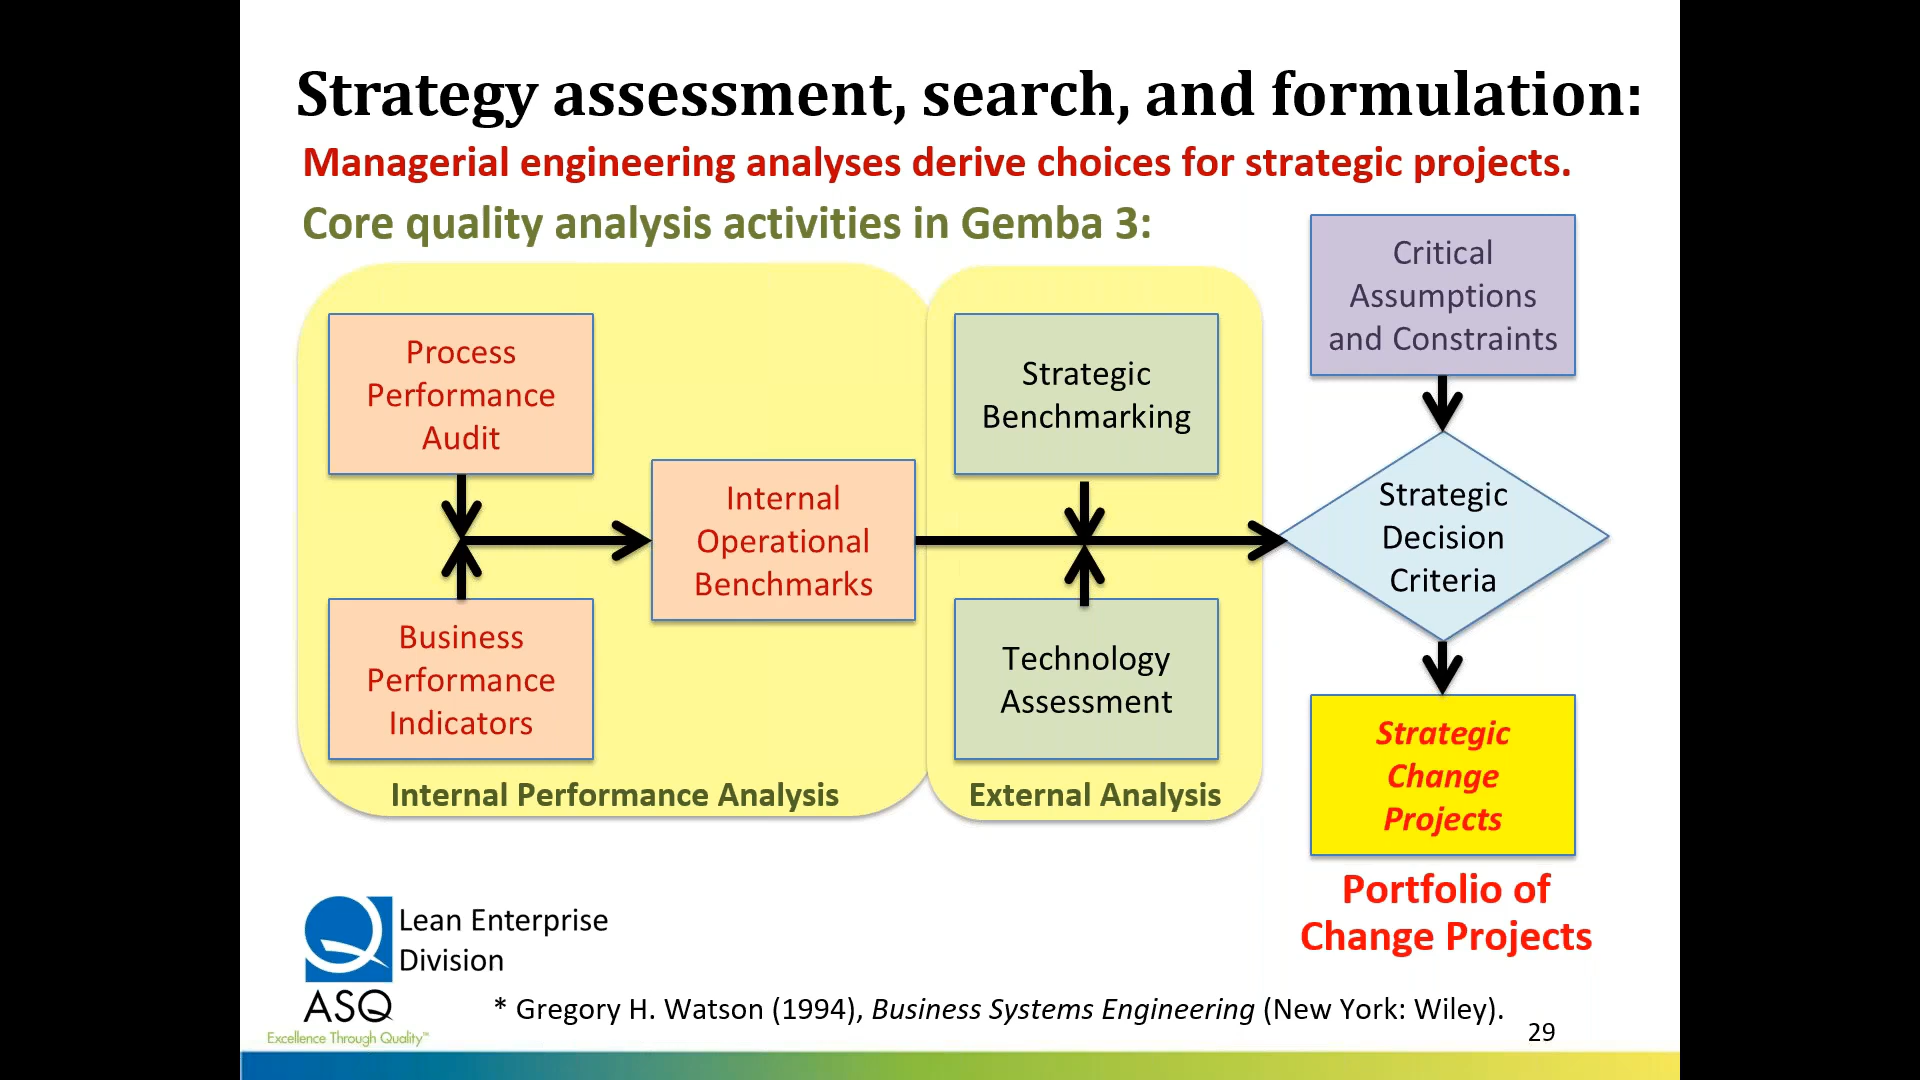 Strategy assessment, search, and formulation:
Managerial engineering analyses derive choices for strategic projects.
Core quality analysis activities in Gemba 3:
Process
Performance
Audit
Business
Performance
Indicators
Internal
Operational
Benchmarks
Internal Performance Analysis
Strategic
Benchmarking
Technology
Assessment
External Analysis
Critical
Assumptions
and Constraints
Strategic
Decision
Criteria
Strategic
Change
Projects
Portfolio of
Change Projects
Lean Enterprise
Division
ASQ
Excellence Through Quality™
* Gregory H. Watson (1994), Business Systems Engineering (New York: Wiley).
29